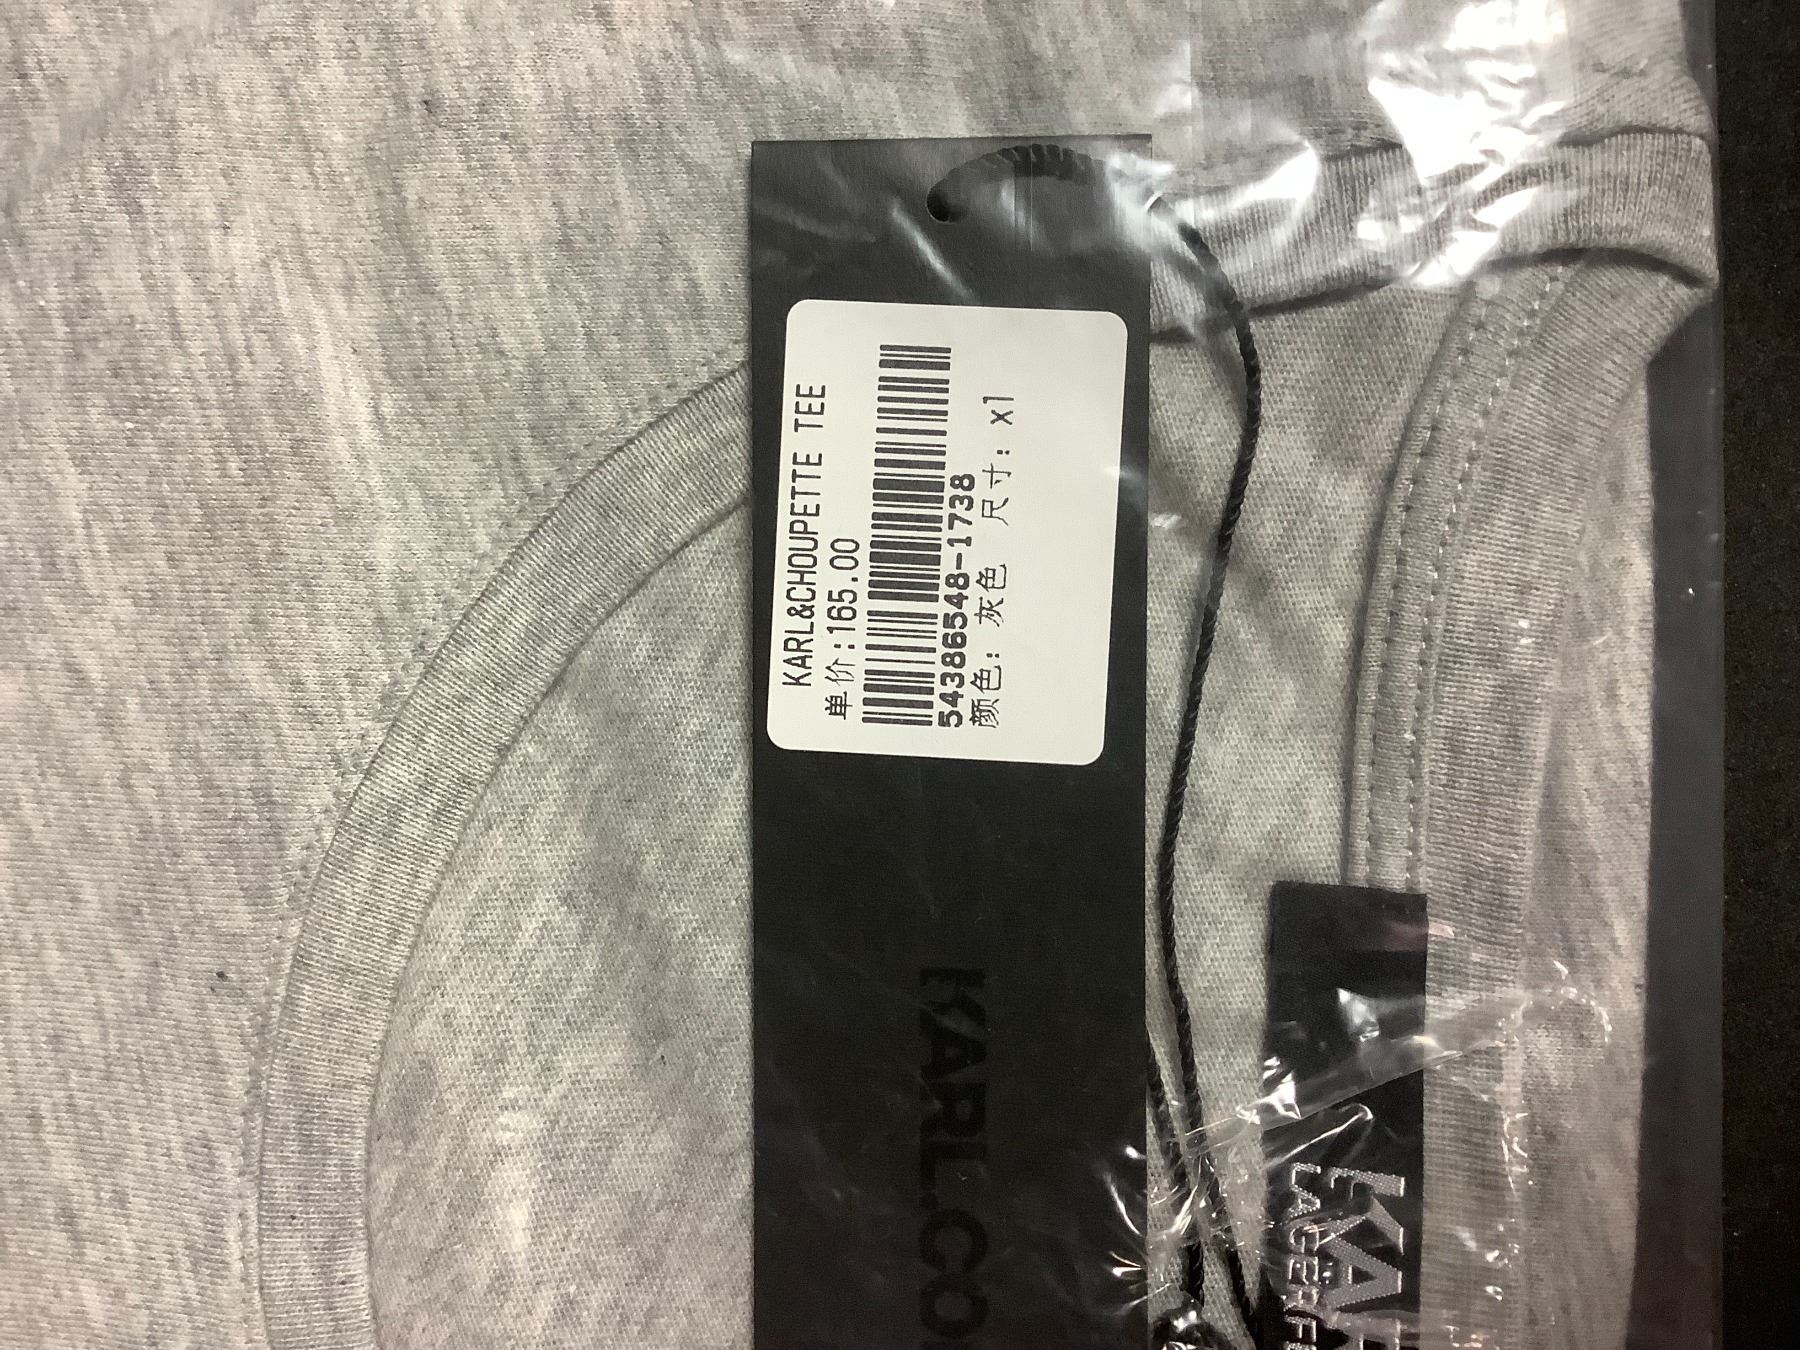 KARL&CHOUPETTE TEE
单价:165.00
54386548-1738
颜色: 灰色 尺寸: x1
KARL.CO
KAR
LAGERF